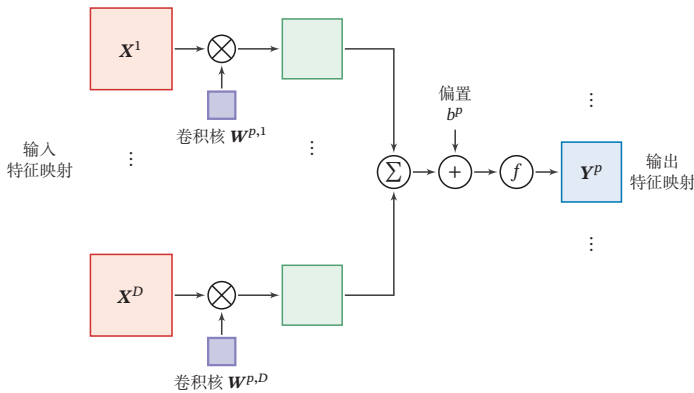 X¹
卷积核 W^{p,1}
输入
特征映射
⋮
⋮
X^D
卷积核 W^{p,D}
∑
偏置
b^p
+
f
⋮
Y^p
⋮
输出
特征映射